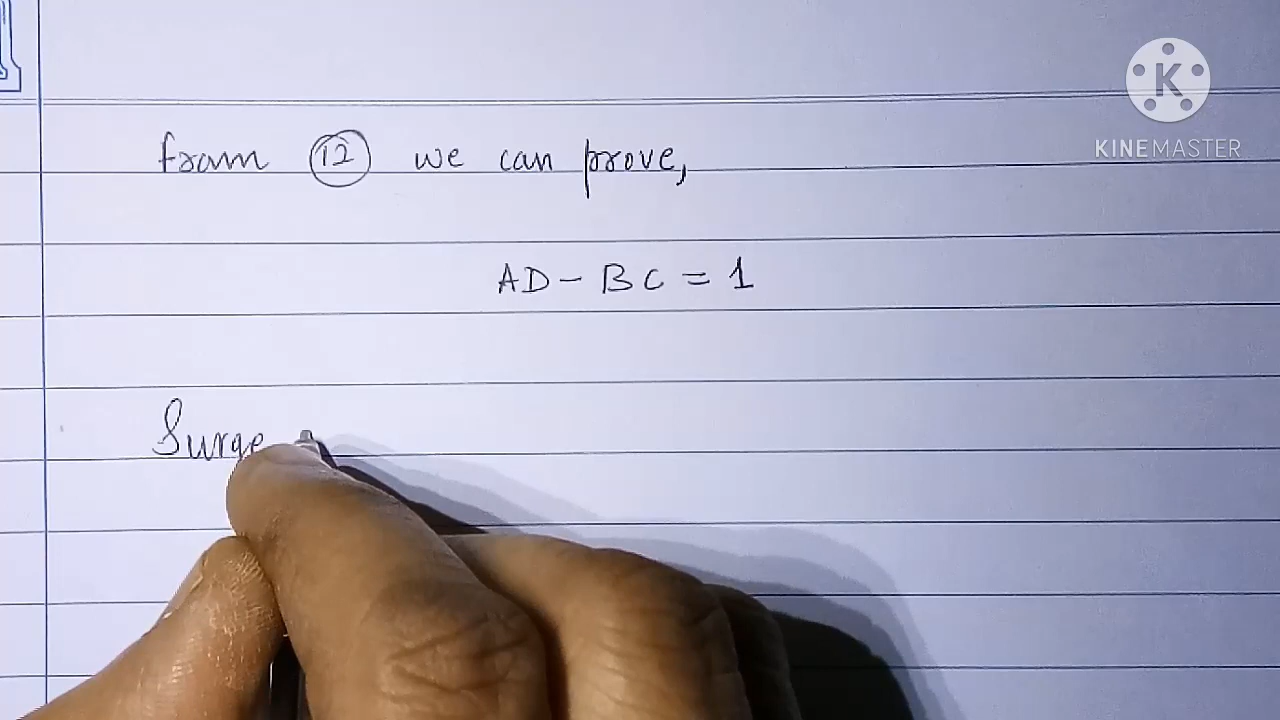 from 12 we can prove,
AD - BC = 1
Surge
K
KINEMASTER